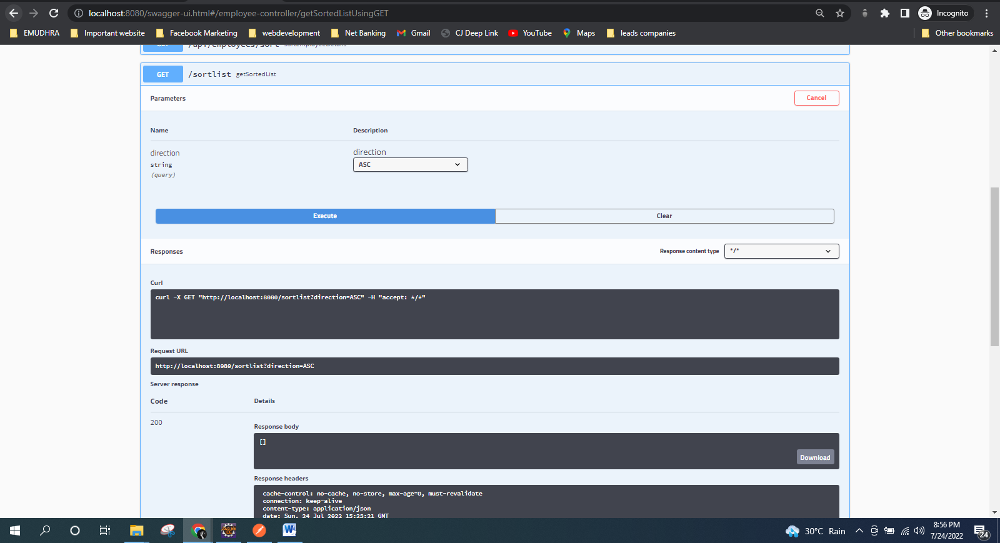 localhost:8080/swagger-ui.html#/employee-controller/getSortedListUsingGET
Incognito
EMUDHRA Important website Facebook Marketing webdevelopment Net Banking Gmail CJ Deep Link YouTube Maps leads companies Other bookmarks
GET /api/employees/sort sortEmployeeDetails
GET /sortlist getSortedList
Parameters Cancel
Name Description
direction direction
string ASC
(query)
Execute Clear
Responses Response content type */*
Curl
curl -X GET "http://localhost:8080/sortlist?direction=ASC" -H "accept: */*"
Request URL
http://localhost:8080/sortlist?direction=ASC
Server response
Code Details
200
Response body
[]
Download
Response headers
cache-control: no-cache, no-store, max-age=0, must-revalidate
connection: keep-alive
content-type: application/json
date: Sun, 24 Jul 2022 15:23:21 GMT
30°C Rain
8:56 PM
7/24/2022
24